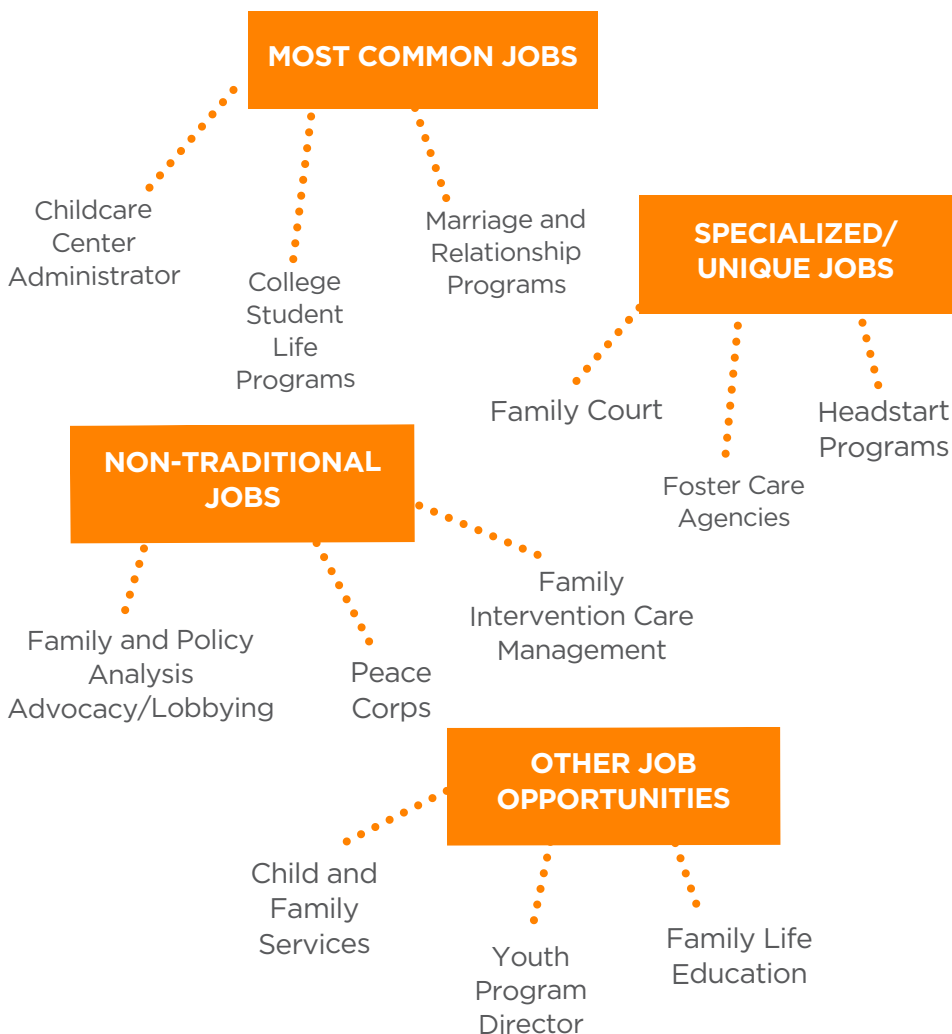 MOST COMMON JOBS
Childcare
Center
Administrator
College
Student
Life
Programs
Marriage and
Relationship
Programs
SPECIALIZED/
UNIQUE JOBS
Family Court
Foster Care
Agencies
Headstart
Programs
NON-TRADITIONAL
JOBS
Family and Policy
Analysis
Advocacy/Lobbying
Peace
Corps
Family
Intervention Care
Management
OTHER JOB
OPPORTUNITIES
Child and
Family
Services
Youth
Program
Director
Family Life
Education